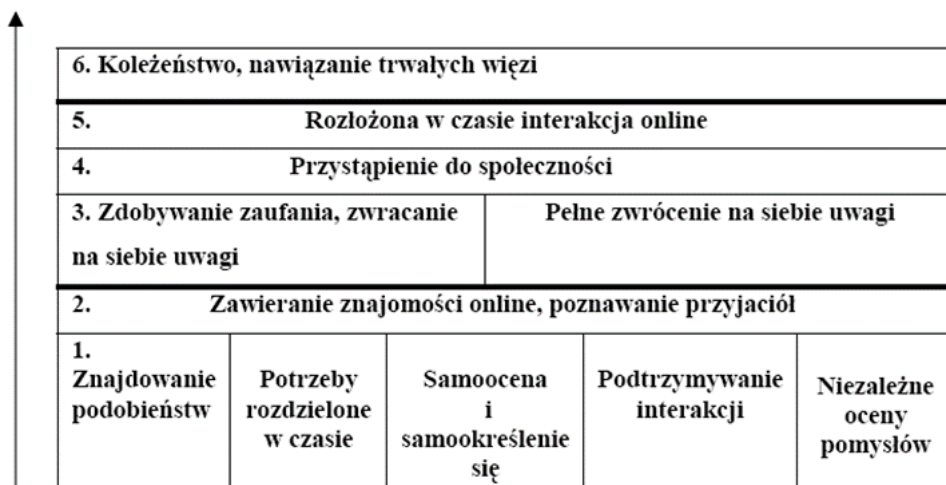 6. Koleżeństwo, nawiązanie trwałych więzi
5. Rozłożona w czasie interakcja online
4. Przystąpienie do społeczności
3. Zdobywanie zaufania, zwracanie
na siebie uwagi
Pełne zwrócenie na siebie uwagi
2. Zawieranie znajomości online, poznawanie przyjaciół
1.
Znajdowanie
podobieństw
Potrzeby
rozdzielone
w czasie
Samoocena
i
samookreślenie
się
Podtrzymywanie
interakcji
Niezależne
oceny
pomysłów